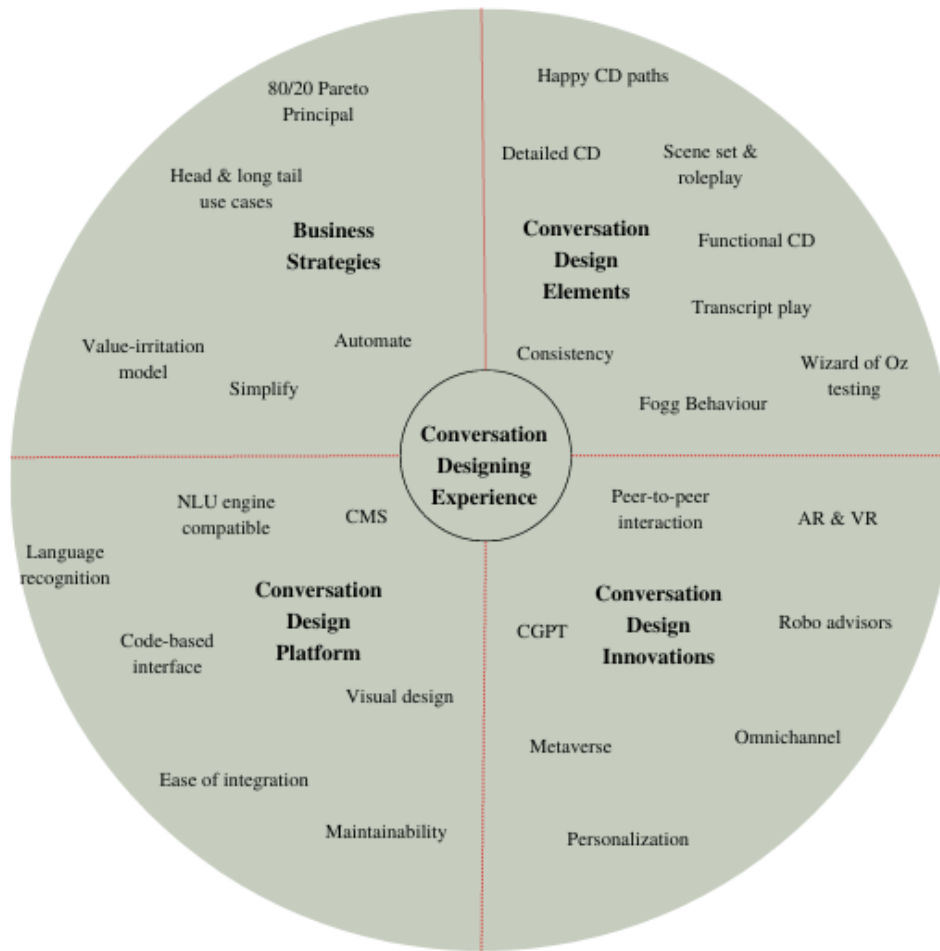 80/20 Pareto
Principal
Head & long tail
use cases
Business
Strategies
Automate
Value-irritation
model
Simplify
Happy CD paths
Detailed CD
Scene set &
roleplay
Conversation
Design
Elements
Functional CD
Transcript play
Consistency
Wizard of Oz
testing
Fogg Behaviour
Conversation
Designing
Experience
NLU engine
compatible
CMS
Language
recognition
Conversation
Design
Platform
Code-based
interface
Visual design
Ease of integration
Maintainability
Peer-to-peer
interaction
AR & VR
Conversation
Design
Innovations
CGPT
Robo advisors
Metaverse
Omnichannel
Personalization